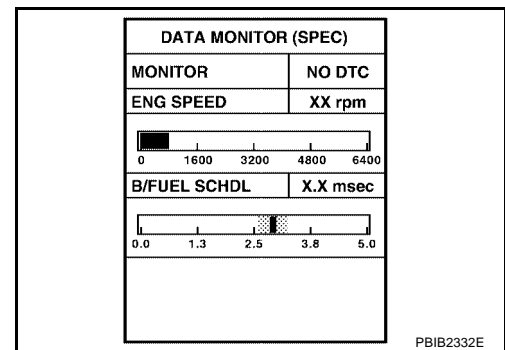 DATA MONITOR (SPEC)
MONITOR NO DTC
ENG SPEED XX rpm
0 1600 3200 4800 6400
B/FUEL SCHDL X.X msec
0.0 1.3 2.5 3.8 5.0
PBIB2332E